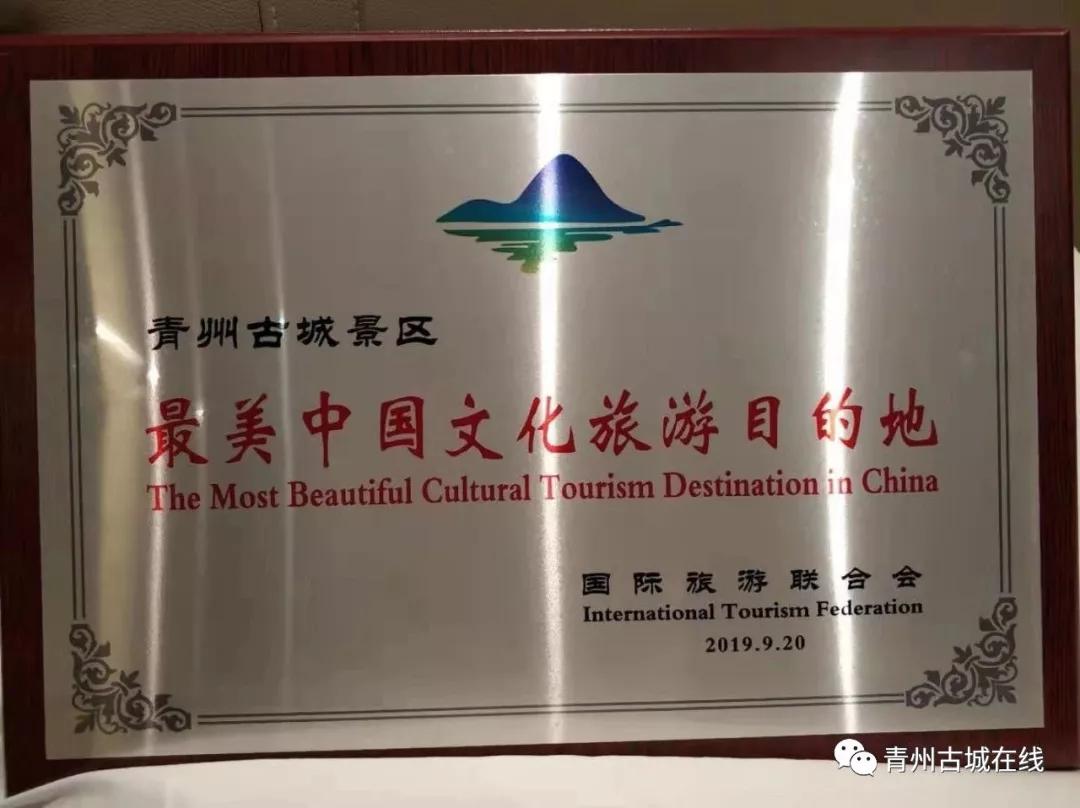 青州古城景区
最美中国文化旅游目的地
The Most Beautiful Cultural Tourism Destination in China
国际旅游联合会
International Tourism Federation
2019.9.20
青州古城在线